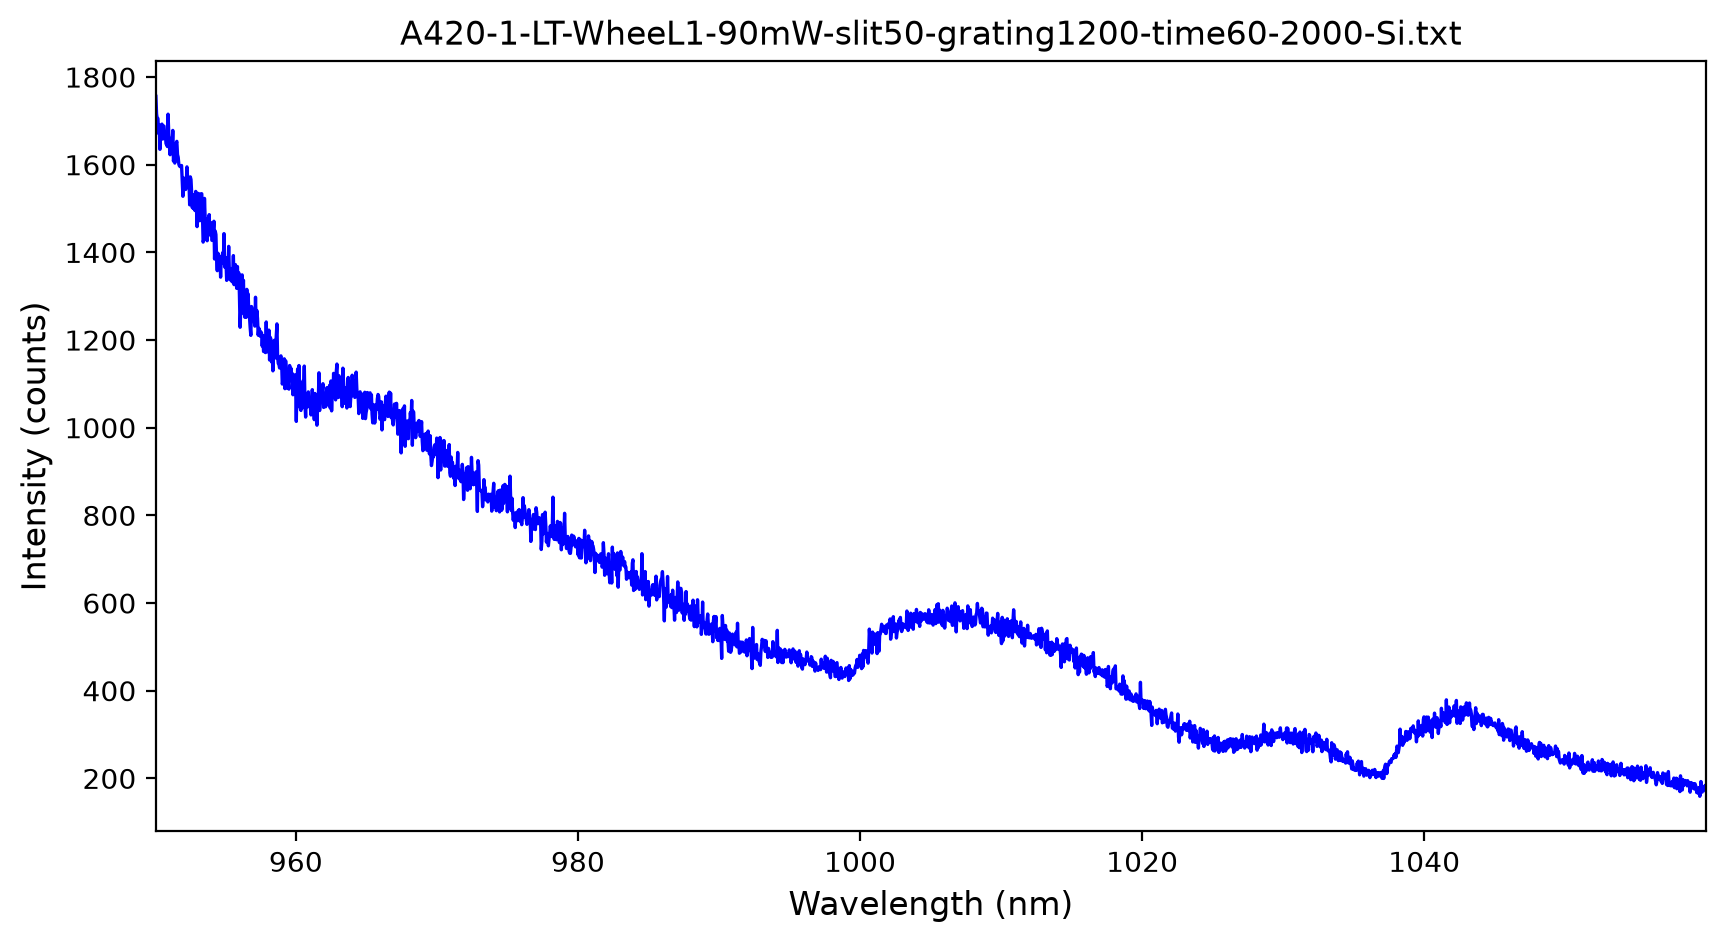 A420-1-LT-WheeL1-90mW-slit50-grating1200-time60-2000-Si.txt
1800
1600
1400
1200
1000
800
600
400
200
Intensity (counts)
960 980 1000 1020 1040
Wavelength (nm)